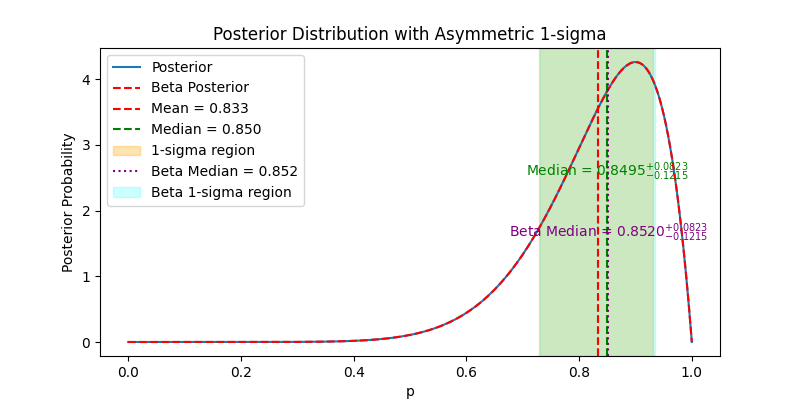 Posterior Distribution with Asymmetric 1-sigma
Posterior Probability
4
3
2
1
0
Posterior
Beta Posterior
Mean = 0.833
Median = 0.850
1-sigma region
Beta Median = 0.852
Beta 1-sigma region
Median = 0.8495 +0.0823 −0.1215
Beta Median = 0.8520 +0.0823 −0.1215
0.0 0.2 0.4 0.6 0.8 1.0
p